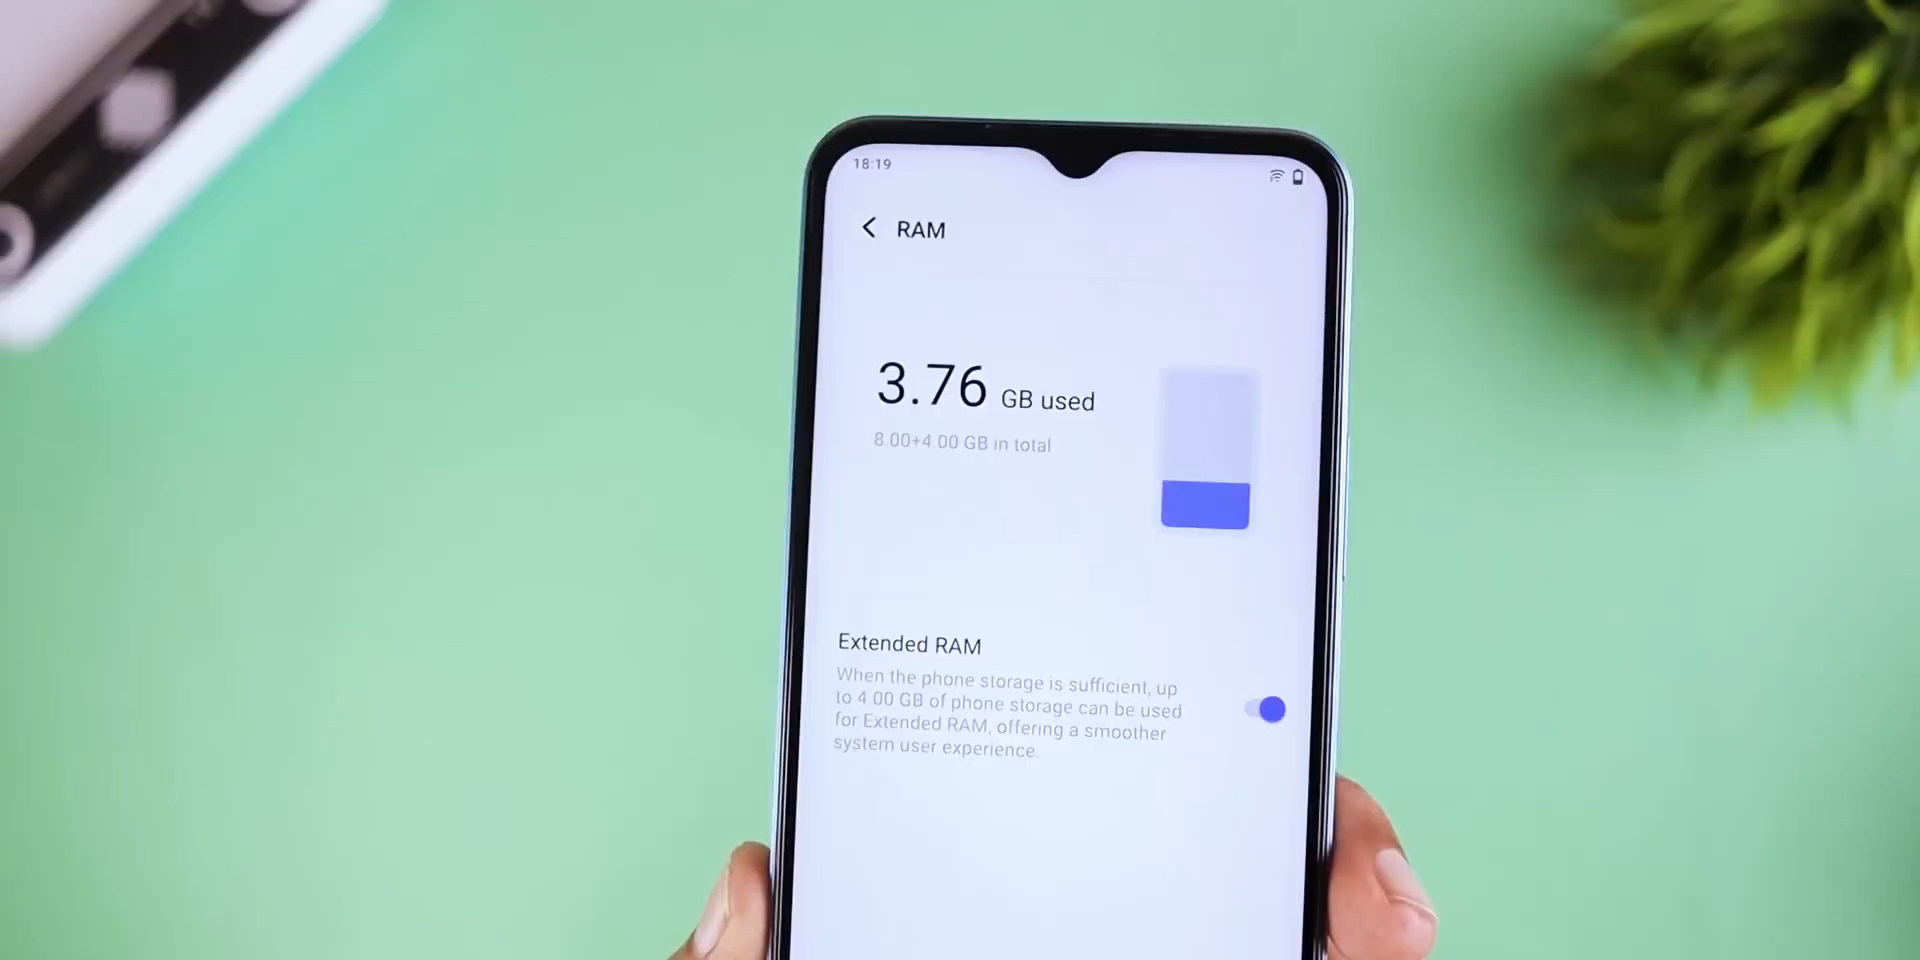 18:19
RAM
3.76 GB used
8.00+4.00 GB in total
Extended RAM
When the phone storage is sufficient, up
to 4.00 GB of phone storage can be used
for Extended RAM, offering a smoother
system user experience.